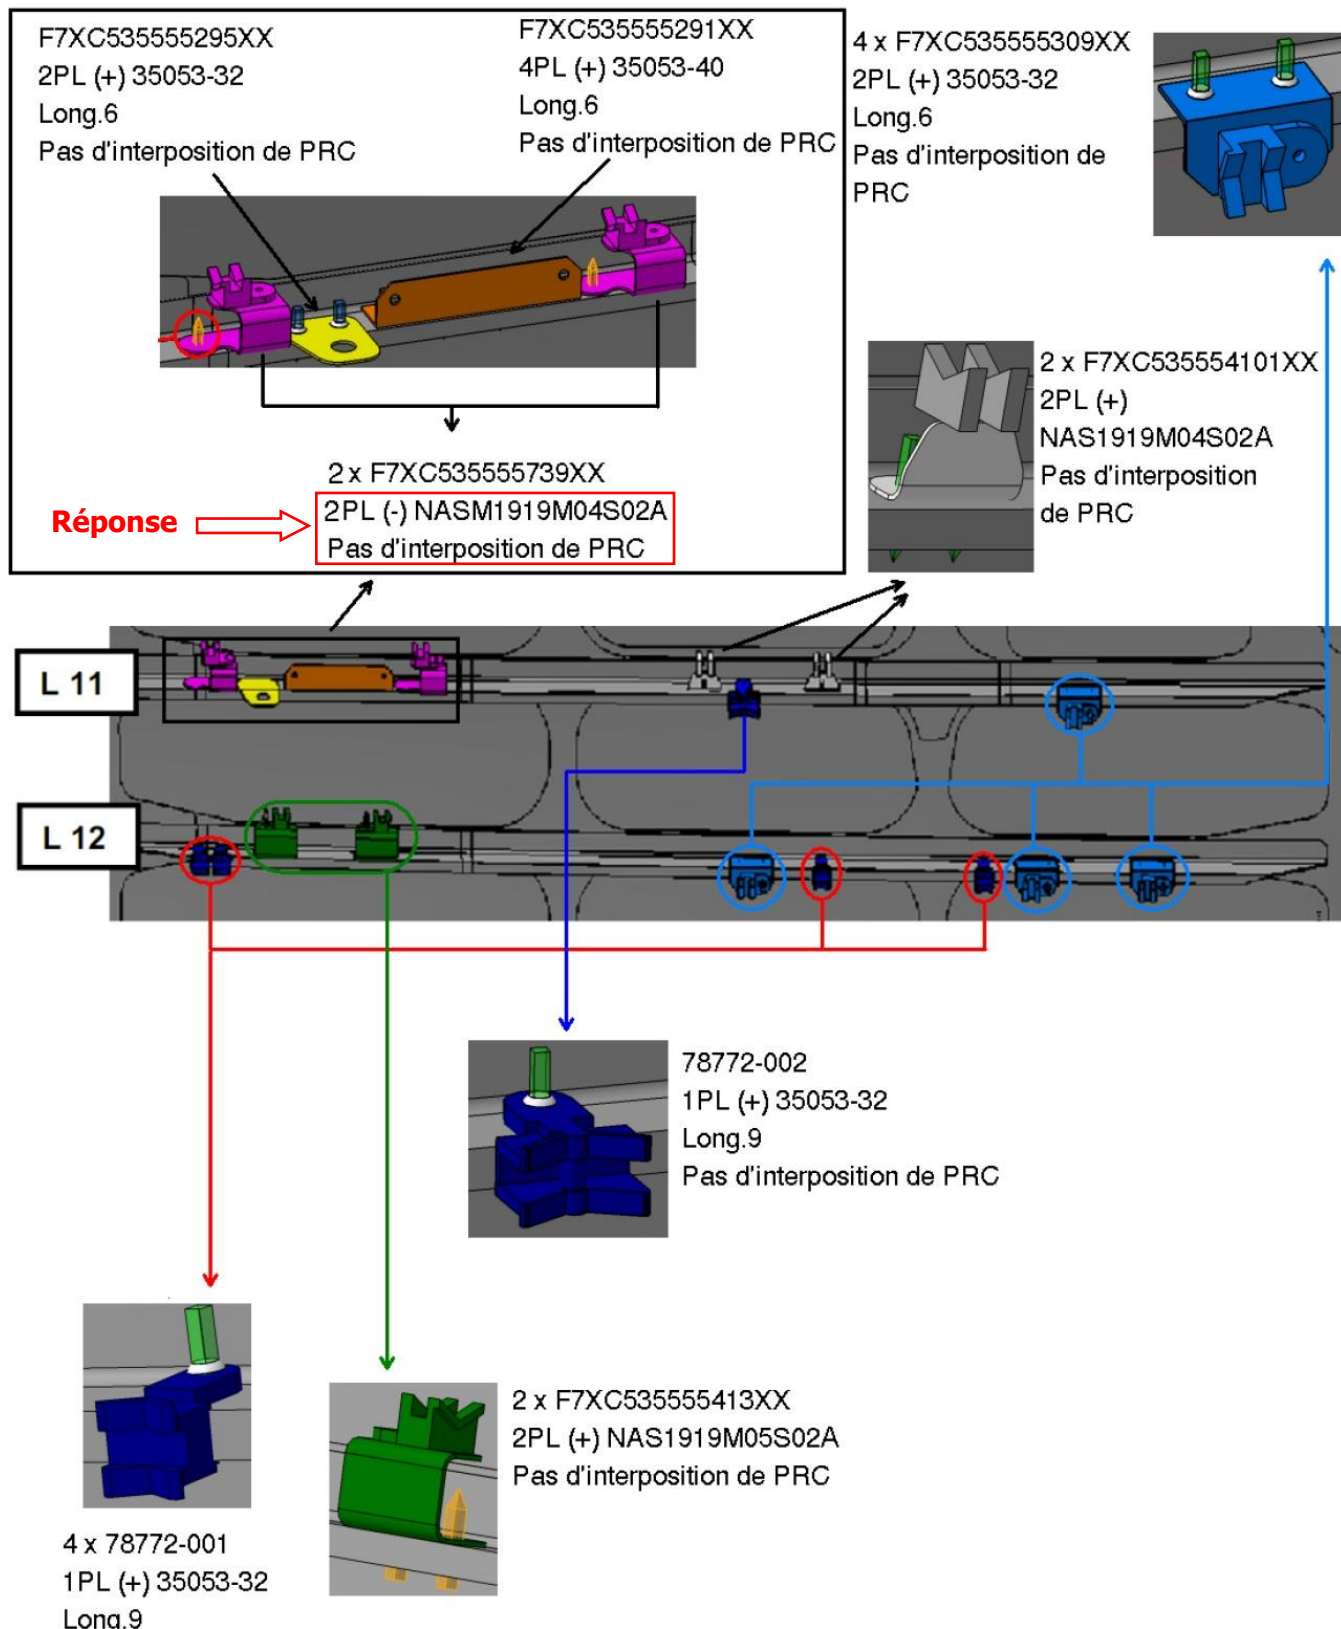 F7XC535555295XX
2PL (+) 35053-32
Long.6
Pas d'interposition de PRC
F7XC535555291XX
4PL (+) 35053-40
Long.6
Pas d'interposition de PRC
4 x F7XC535555309XX
2PL (+) 35053-32
Long.6
Pas d'interposition de
PRC
2 x F7XC535554101XX
2PL (+)
NAS1919M04S02A
Pas d'interposition
de PRC
2 x F7XC535555739XX
Réponse
2PL (-) NASM1919M04S02A
Pas d'interposition de PRC
L 11
L 12
78772-002
1PL (+) 35053-32
Long.9
Pas d'interposition de PRC
2 x F7XC535555413XX
2PL (+) NAS1919M05S02A
Pas d'interposition de PRC
4 x 78772-001
1PL (+) 35053-32
Long.9